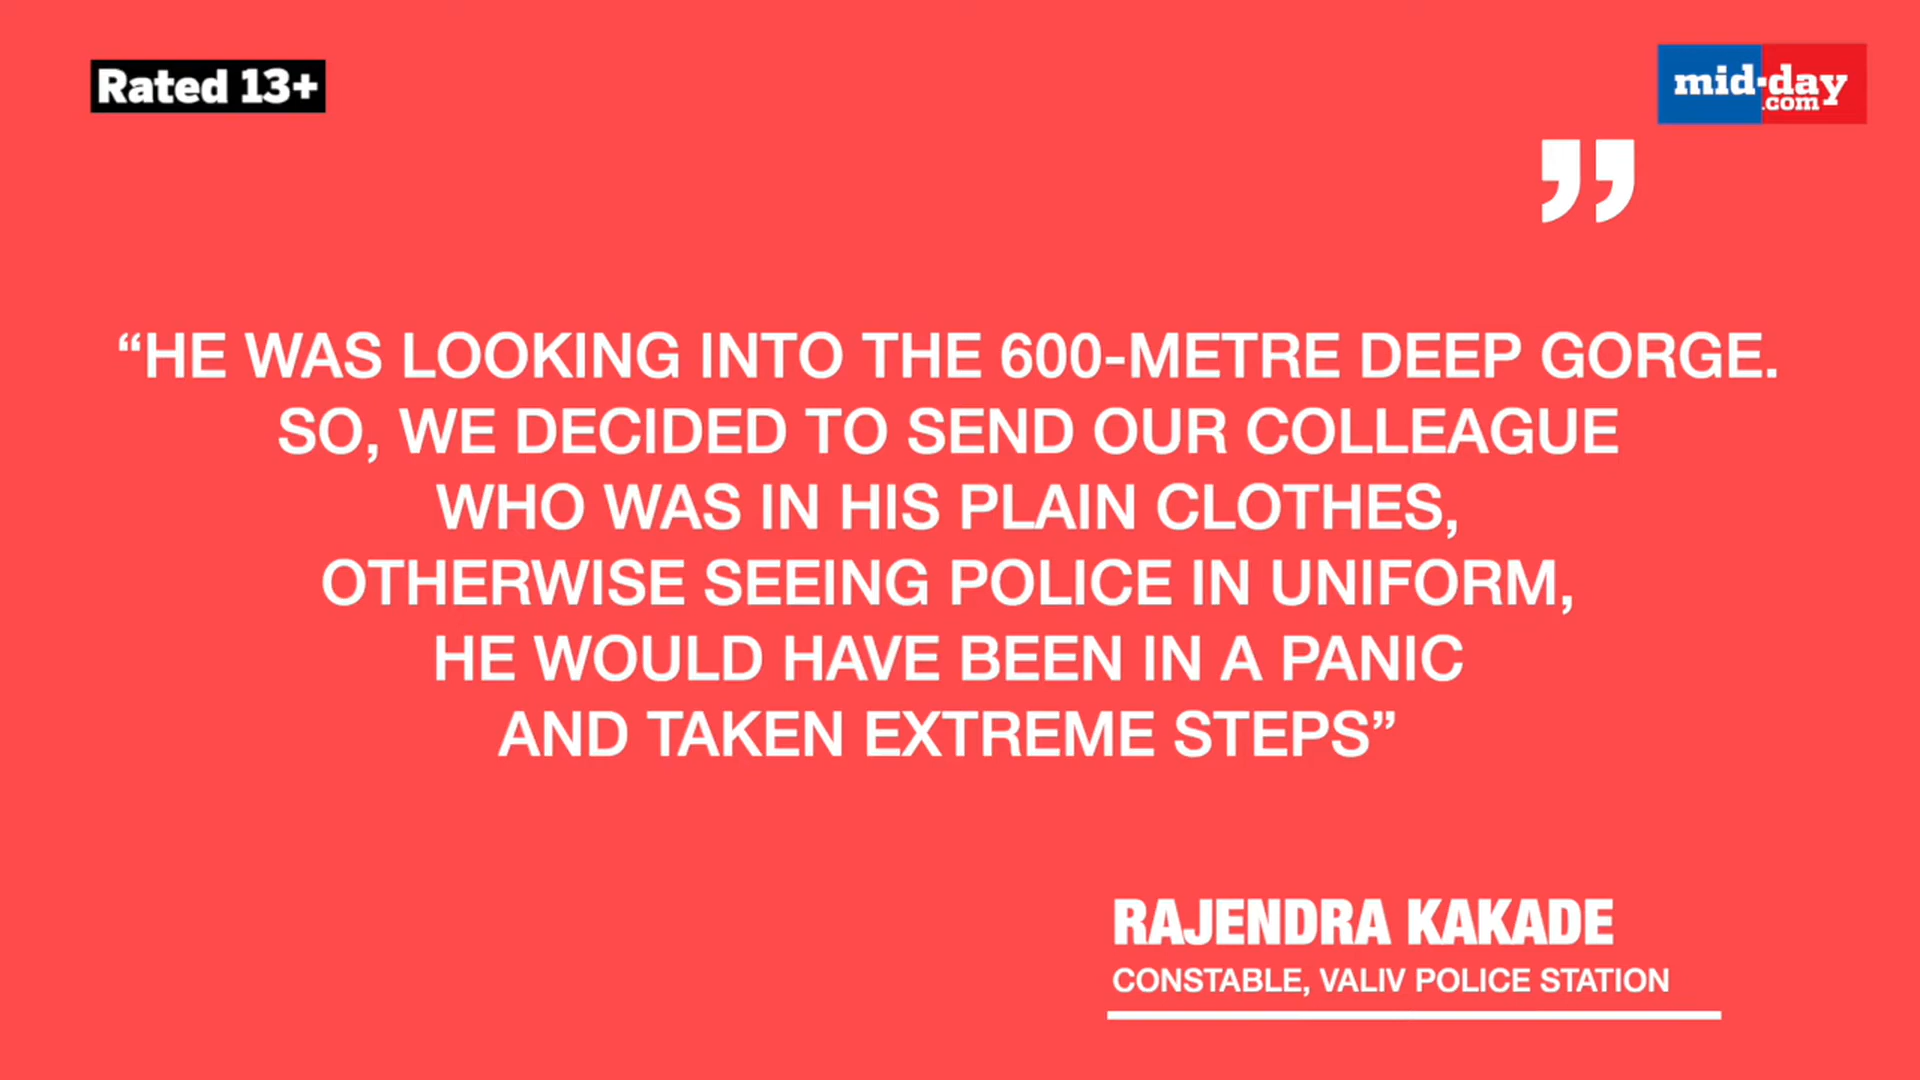 Rated 13+
mid-day
.com
”
“HE WAS LOOKING INTO THE 600-METRE DEEP GORGE.
SO, WE DECIDED TO SEND OUR COLLEAGUE
WHO WAS IN HIS PLAIN CLOTHES,
OTHERWISE SEEING POLICE IN UNIFORM,
HE WOULD HAVE BEEN IN A PANIC
AND TAKEN EXTREME STEPS”
RAJENDRA KAKADE
CONSTABLE, VALIV POLICE STATION